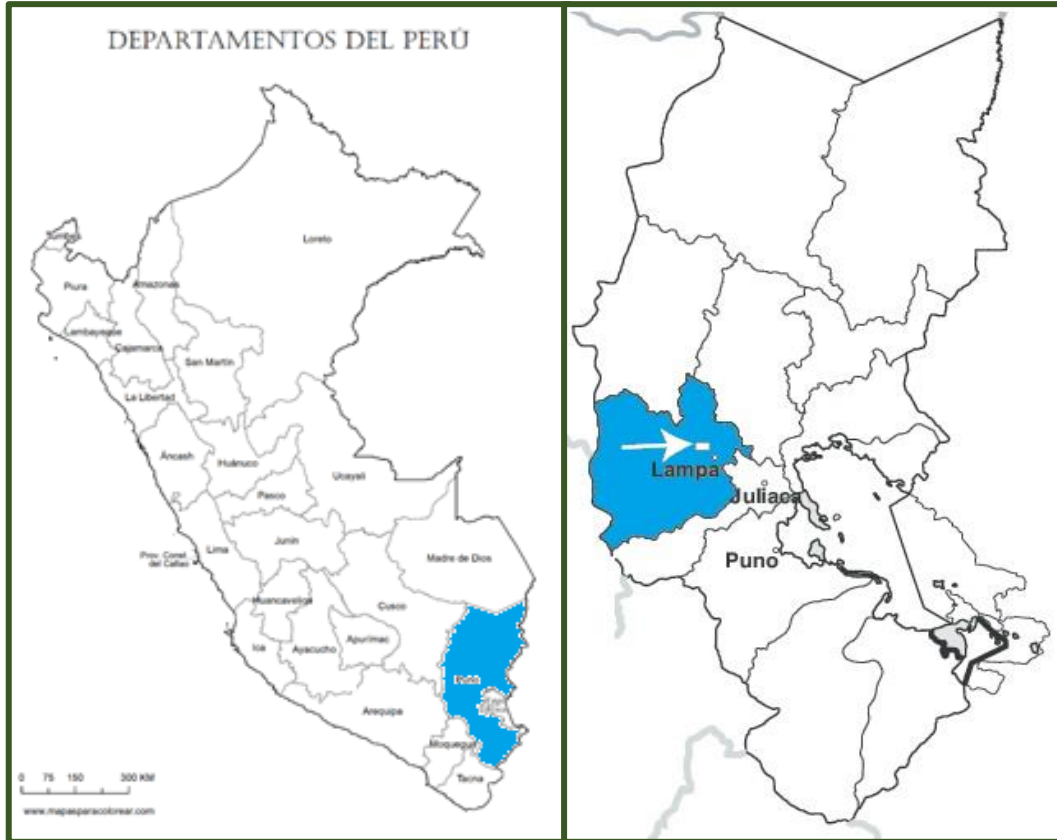 DEPARTAMENTOS DEL PERÚ
Loreto
Tumbes
Piura
Amazonas
Lambayeque
Cajamarca
San Martín
La Libertad
Áncash
Huánuco
Ucayali
Pasco
Junín
Lima
Prov. Const.
del Callao
Madre de Dios
Huancavelica
Cusco
Ica
Ayacucho
Apurímac
Puno
Arequipa
Moquegua
Tacna
0 75 150 300 KM
www.mapasparacolorear.com
Lampa
Juliaca
Puno